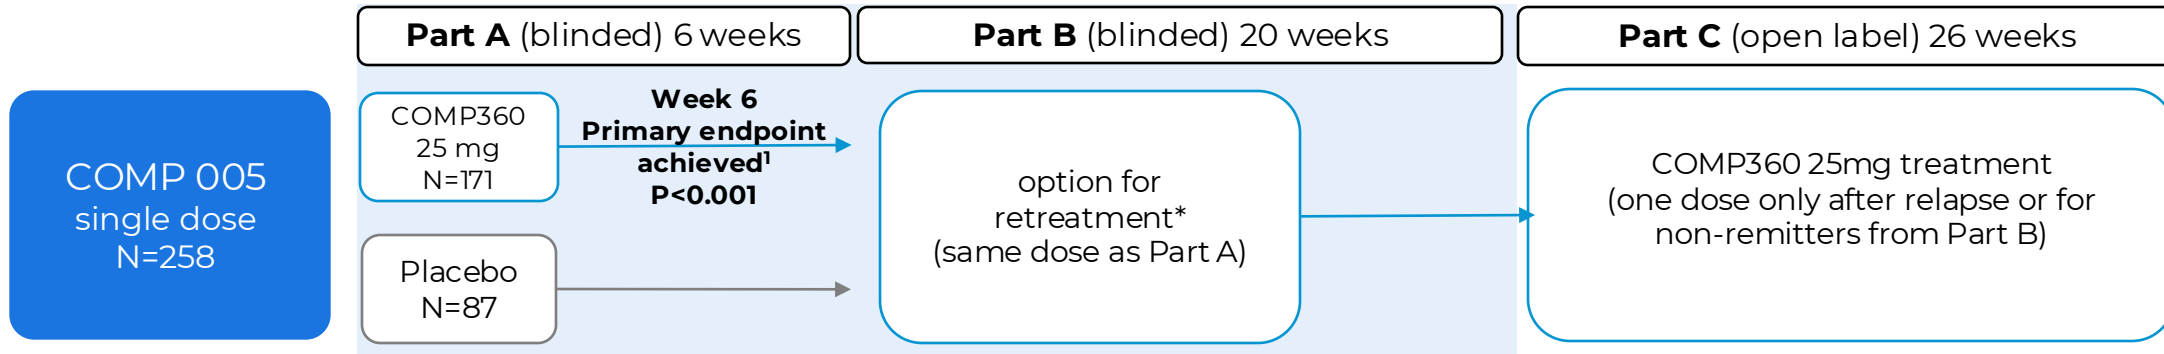 Part A (blinded) 6 weeks
Part B (blinded) 20 weeks
Part C (open label) 26 weeks
COMP 005
single dose
N=258
COMP360
25 mg
N=171
Week 6
Primary endpoint
achieved¹
P<0.001
Placebo
N=87
option for
retreatment*
(same dose as Part A)
COMP360 25mg treatment
(one dose only after relapse or for
non-remitters from Part B)